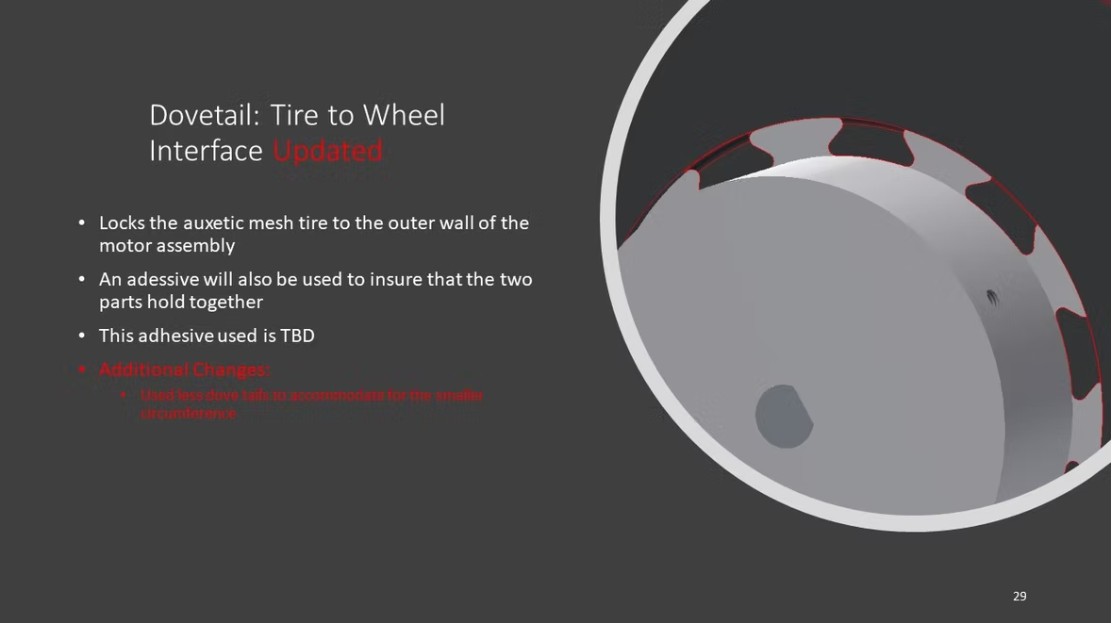 Dovetail: Tire to Wheel
Interface Updated
• Locks the auxetic mesh tire to the outer wall of the
motor assembly
• An adessive will also be used to insure that the two
parts hold together
• This adhesive used is TBD
• Additional Changes:
• Used less dove tails to accommodate for the smaller
circumference
29